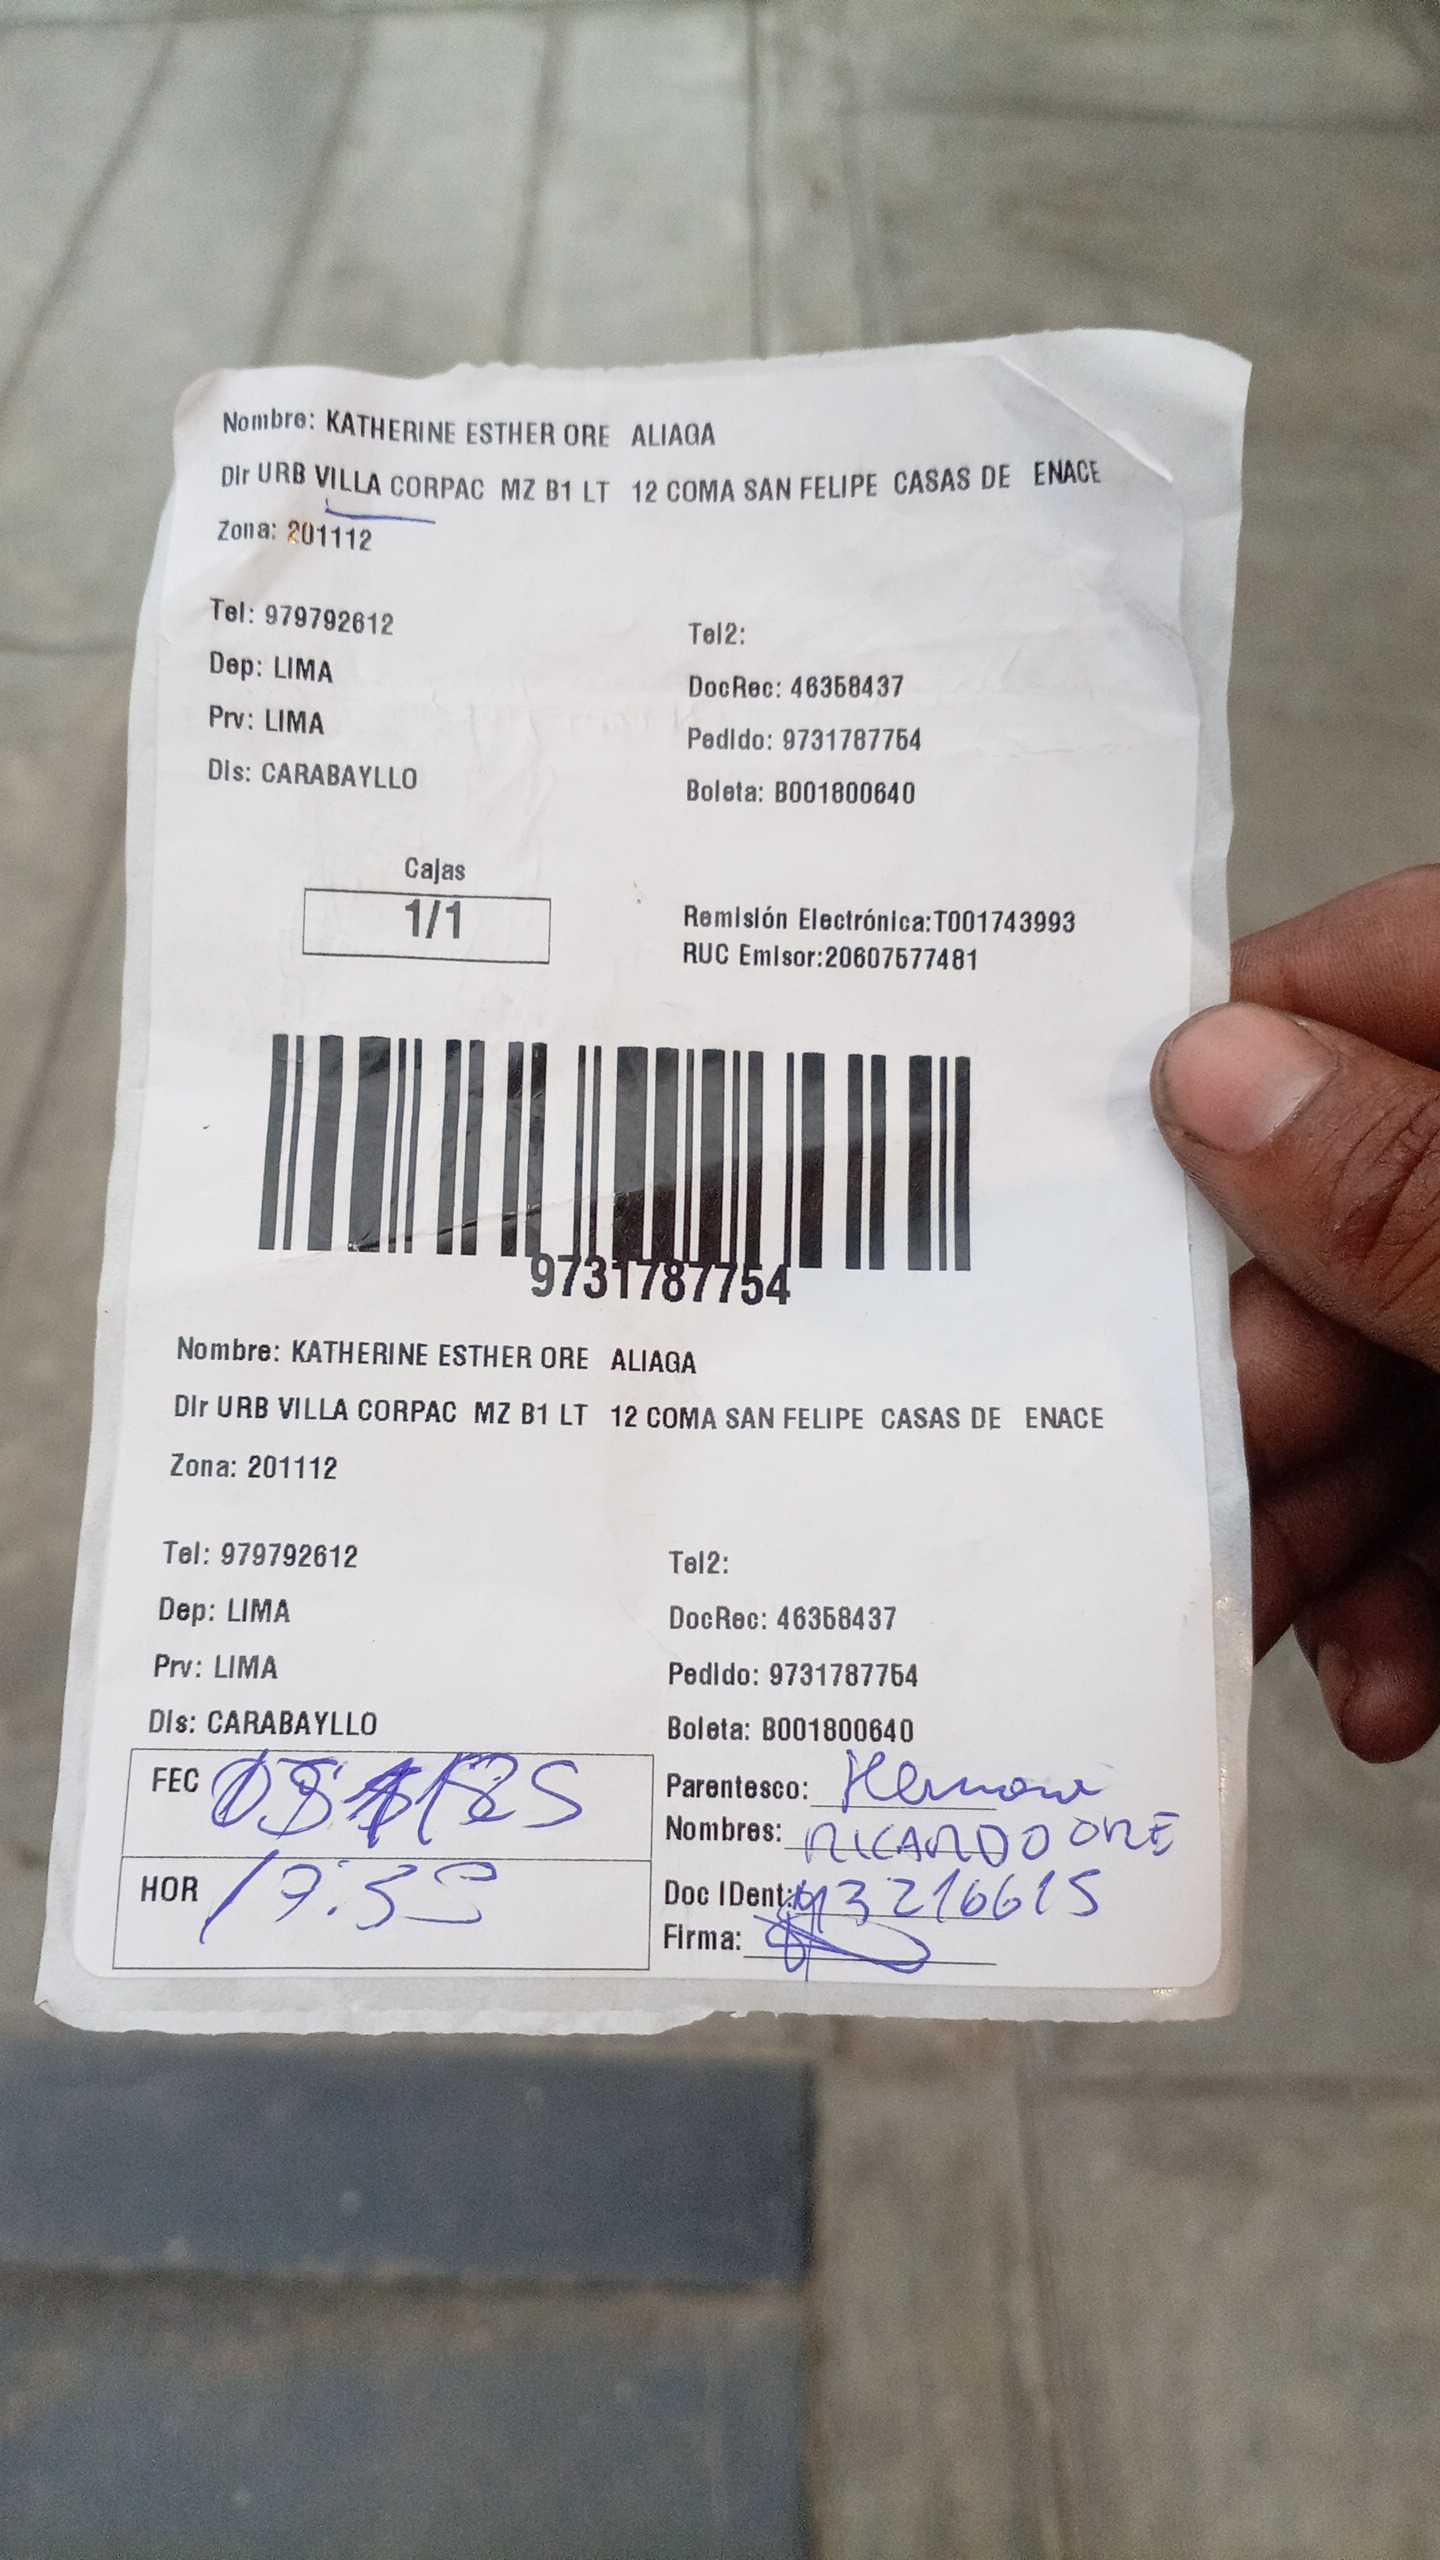 Nombre: KATHERINE ESTHER ORE ALIAGA
Dir URB VILLA CORPAC MZ B1 LT 12 COMA SAN FELIPE CASAS DE ENACE
Zona: 201112
Tel: 979792612 Tel2:
Dep: LIMA DocRec: 46358437
Prv: LIMA Pedido: 9731787754
Dis: CARABAYLLO Boleta: B001800640
Cajas
1/1
Remisión Electrónica:T001743993
RUC Emisor:20607577481
9731787754
Nombre: KATHERINE ESTHER ORE ALIAGA
Dir URB VILLA CORPAC MZ B1 LT 12 COMA SAN FELIPE CASAS DE ENACE
Zona: 201112
Tel: 979792612 Tel2:
Dep: LIMA DocRec: 46358437
Prv: LIMA Pedido: 9731787754
Dis: CARABAYLLO Boleta: B001800640
FEC Parentesco:
Nombres: RICARDO ORE
HOR Doc IDent: 43216615
Firma: